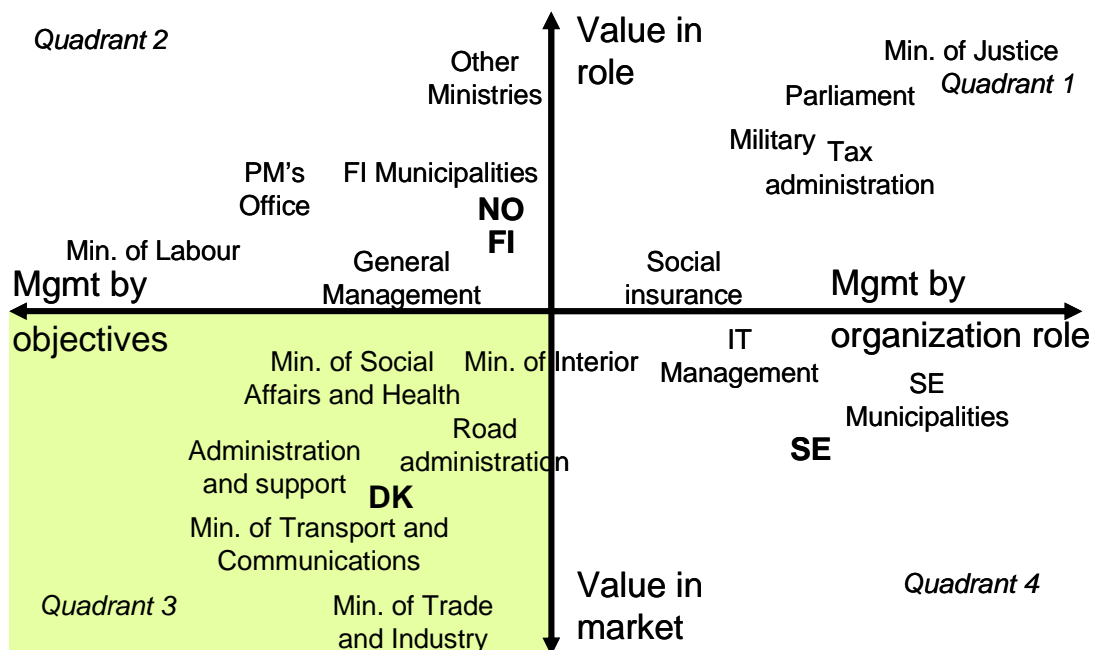 Quadrant 2
Value in
role
Other
Ministries
Min. of Justice
Quadrant 1
Parliament
Military
Tax
administration
PM's
Office
FI Municipalities
NO
FI
Min. of Labour
General
Management
Social
insurance
Mgmt by
objectives
Mgmt by
organization role
Min. of Social
Affairs and Health
Min. of Interior
IT
Management
SE
Municipalities
Road
administration
Administration
and support
SE
DK
Min. of Transport and
Communications
Value in
market
Quadrant 4
Quadrant 3
Min. of Trade
and Industry